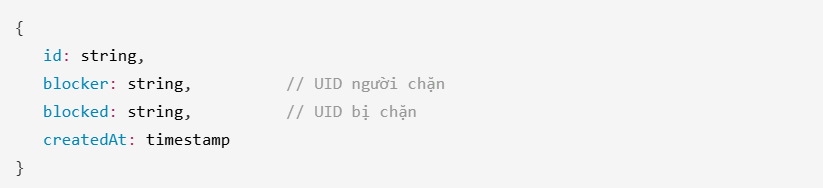 {
id: string,
blocker: string, // UID người chặn
blocked: string, // UID bị chặn
createdAt: timestamp
}